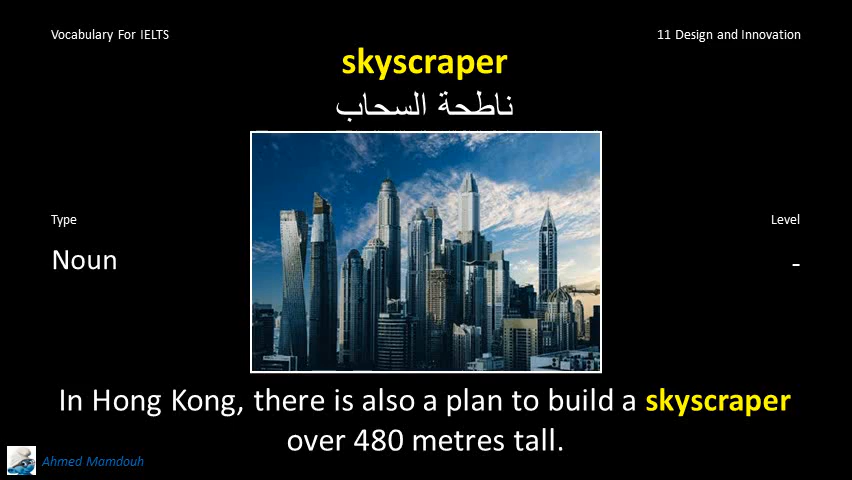 Vocabulary For IELTS
11 Design and Innovation
skyscraper
ناطحة السحاب
Type
Level
Noun
-
In Hong Kong, there is also a plan to build a skyscraper
over 480 metres tall.
Ahmed Mamdouh